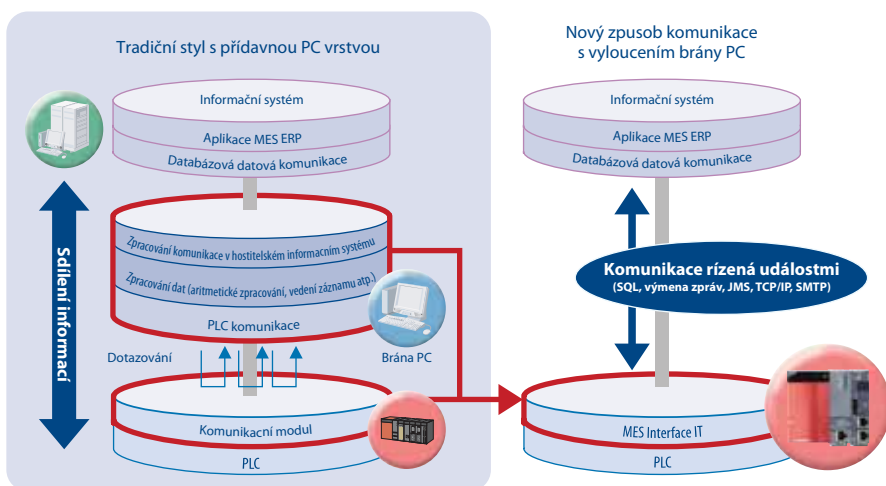 Tradiční styl s přídavnou PC vrstvou
Informační systém
Aplikace MES ERP
Databázová datová komunikace
Sdílení informací
Zpracování komunikace v hostitelském informacním systému
Zpracování dat (aritmetické zpracování, vedení záznamu atp.)
PLC komunikace
Dotazování
Brána PC
Komunikacní modul
PLC
Nový zpusob komunikace
s vyloucením brány PC
Informační systém
Aplikace MES ERP
Databázová datová komunikace
Komunikace rízená událostmi
(SQL, výmena zpráv, JMS, TCP/IP, SMTP)
MES Interface IT
PLC